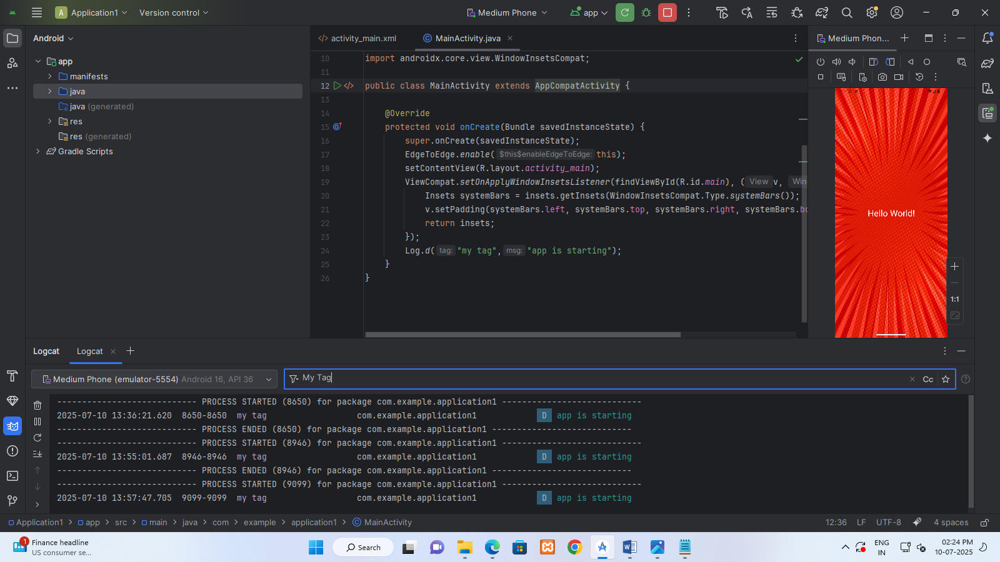 A Application1 Version control Medium Phone app
Android
app
manifests
java
java (generated)
res
res (generated)
Gradle Scripts
activity_main.xml MainActivity.java
10 import androidx.core.view.WindowInsetsCompat;
11
12 public class MainActivity extends AppCompatActivity {
13
14 @Override
15 protected void onCreate(Bundle savedInstanceState) {
16 super.onCreate(savedInstanceState);
17 EdgeToEdge.enable( $this$enableEdgeToEdge: this);
18 setContentView(R.layout.activity_main);
19 ViewCompat.setOnApplyWindowInsetsListener(findViewById(R.id.main), ( View v, Win
20 Insets systemBars = insets.getInsets(WindowInsetsCompat.Type.systemBars());
21 v.setPadding(systemBars.left, systemBars.top, systemBars.right, systemBars.bo
22 return insets;
23 });
24 Log.d( tag: "my tag", msg: "app is starting");
25 }
26 }
Medium Phon...
Hello World!
1:1
Logcat Logcat
Medium Phone (emulator-5554) Android 16, API 36
My Tag
Cc
---------------------------- PROCESS STARTED (8650) for package com.example.application1 ----------------------------
2025-07-10 13:36:21.620 8650-8650 my tag com.example.application1 D app is starting
---------------------------- PROCESS ENDED (8650) for package com.example.application1 ----------------------------
---------------------------- PROCESS STARTED (8946) for package com.example.application1 ----------------------------
2025-07-10 13:55:01.687 8946-8946 my tag com.example.application1 D app is starting
---------------------------- PROCESS ENDED (8946) for package com.example.application1 ----------------------------
---------------------------- PROCESS STARTED (9099) for package com.example.application1 ----------------------------
2025-07-10 13:57:47.705 9099-9099 my tag com.example.application1 D app is starting
Application1 > app > src > main > java > com > example > application1 > MainActivity
12:36 LF UTF-8 4 spaces
1
Finance headline
US consumer se...
Search
ENG
IN
02:24 PM
10-07-2025